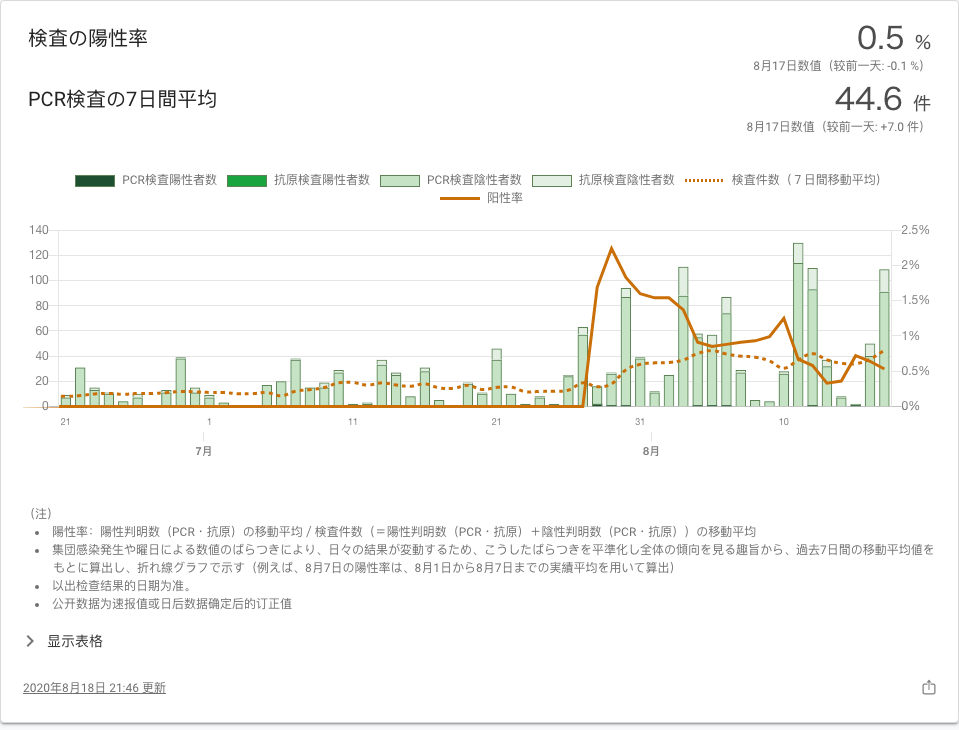 検査の陽性率
0.5 %
8月17日数值（较前一天: -0.1 %）
PCR検査の7日間平均
44.6 件
8月17日数值（较前一天: +7.0 件）
PCR検査陽性者数 抗原検査陽性者数 PCR検査陰性者数 抗原検査陰性者数 検査件数（７日間移動平均）
阳性率
140 2.5%
120 2%
100
80 1.5%
60 1%
40
20 0.5%
0 0%
21 1 11 21 31 10
7月 8月
（注）
• 陽性率：陽性判明数（PCR・抗原）の移動平均 / 検査件数（＝陽性判明数（PCR・抗原）＋陰性判明数（PCR・抗原））の移動平均
• 集団感染発生や曜日による数値のばらつきにより、日々の結果が変動するため、こうしたばらつきを平準化し全体の傾向を見る趣旨から、過去7日間の移動平均値を
もとに算出し、折れ線グラフで示す（例えば、8月7日の陽性率は、8月1日から8月7日までの実績平均を用いて算出）
• 以出检查结果的日期为准。
• 公开数据为速报值或日后数据确定后的订正值
显示表格
2020年8月18日 21:46 更新